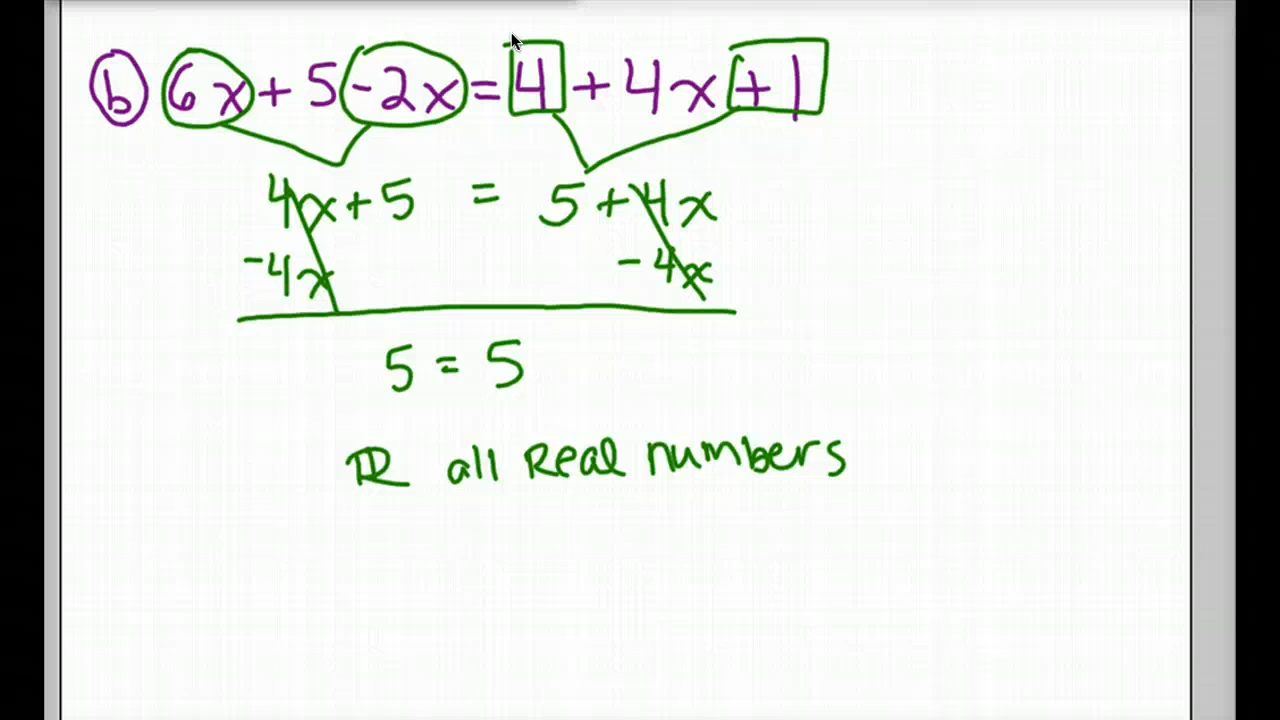 b 6x + 5 - 2x = 4 + 4x + 1
4x + 5 = 5 + 4x
-4x - 4x
5 = 5
ℝ all Real numbers